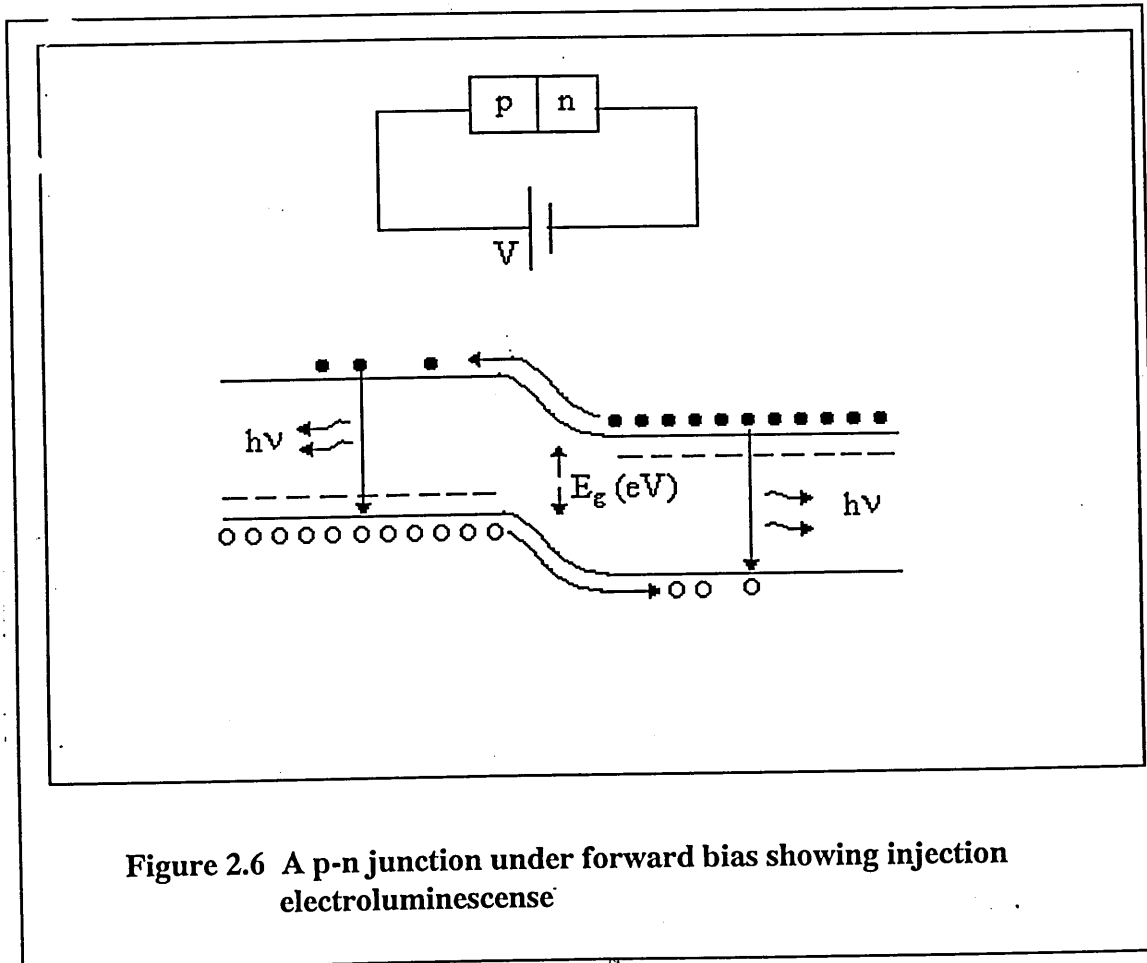 p n
V
hν
E_g (eV)
hν
Figure 2.6 A p-n junction under forward bias showing injection
electroluminescense